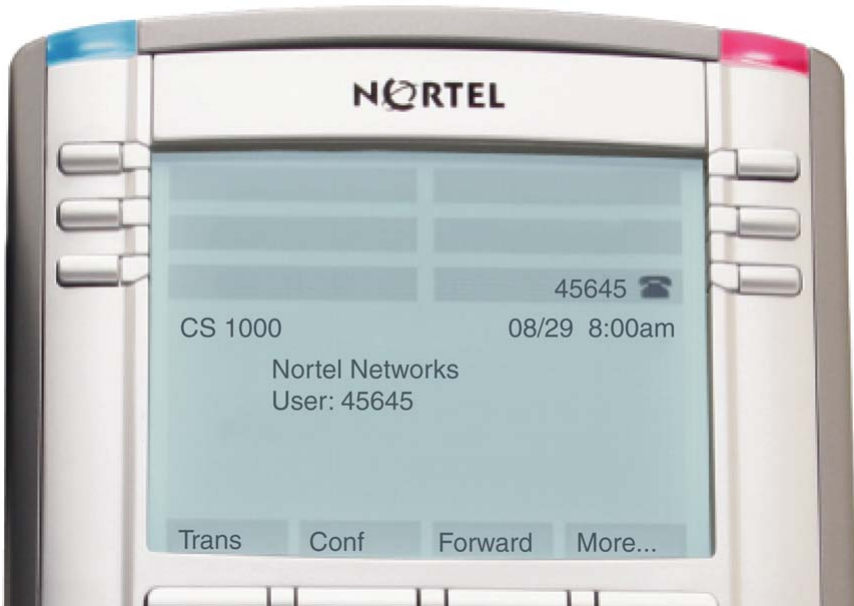 NORTEL
45645
CS 1000 08/29 8:00am
Nortel Networks
User: 45645
Trans Conf Forward More...